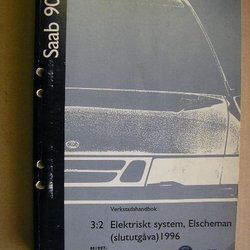 Saab 90
Verkstadshandbok
3:2 Elektriskt system, Elscheman
(slututgåva)1996